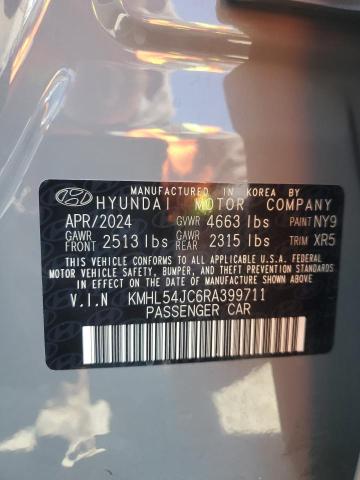 MANUFACTURED IN KOREA BY
HYUNDAI MOTOR COMPANY
APR/2024 GVWR 4663 lbs PAINT NY9
GAWR FRONT 2513 lbs GAWR REAR 2315 lbs TRIM XR5
THIS VEHICLE CONFORMS TO ALL APPLICABLE U.S. FEDERAL MOTOR
VEHICLE SAFETY, BUMPER, AND THEFT PREVENTION STANDARDS
IN EFFECT ON THE DATE OF MANUFACTURE SHOWN ABOVE.
V.I.N KMHL54JC6RA399711
PASSENGER CAR